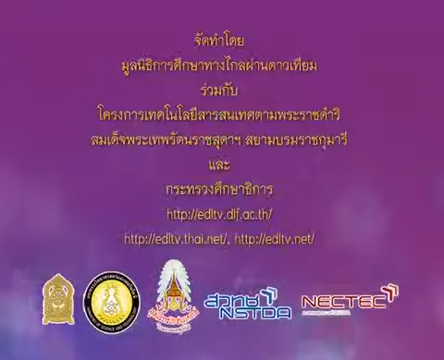 จัดทำโดย
มูลนิธิการศึกษาทางไกลผ่านดาวเทียม
ร่วมกับ
โครงการเทคโนโลยีสารสนเทศตามพระราชดำริ
สมเด็จพระเทพรัตนราชสุดาฯ สยามบรมราชกุมารี
และ
กระทรวงศึกษาธิการ
http://edltv.dlf.ac.th/
http://edltv.thai.net/, http://edltv.net/
สวทช NECTEC
NSTDA